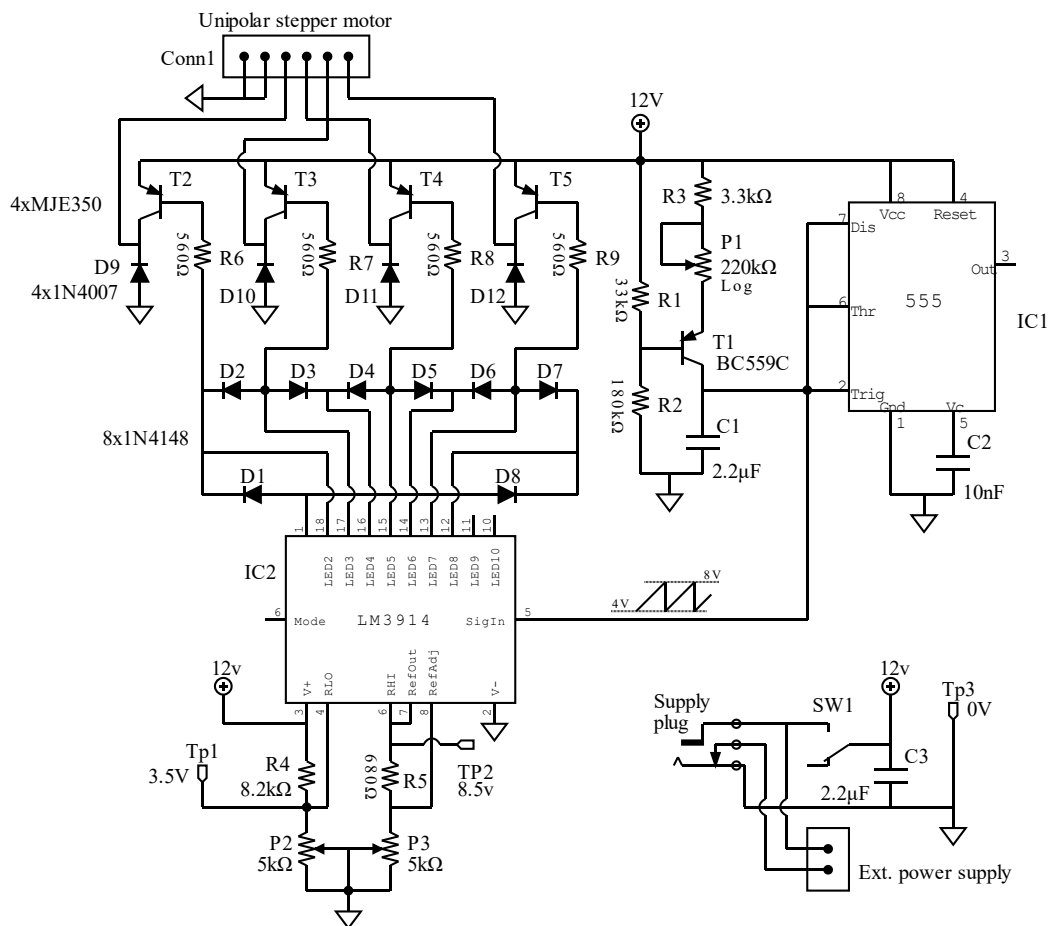 Unipolar stepper motor
Conn1
12V
T2
T3
T4
T5
4xMJE350
R3
3.3kΩ
P1
220kΩ
Log
560Ω
R6
560Ω
R7
560Ω
R8
560Ω
R9
D9
4x1N4007
D10
D11
D12
33kΩ
R1
T1
BC559C
180kΩ
R2
C1
2.2µF
7
Dis
8
Vcc
4
Reset
Out
3
555
IC1
6
Thr
2
Trig
Gnd
1
Vc
5
C2
10nF
D2
D3
D4
D5
D6
D7
8x1N4148
D1
D8
1
18
17
16
15
14
13
12
11
10
IC2
LED2
LED3
LED4
LED5
LED6
LED7
LED8
LED9
LED10
6
Mode
LM3914
SigIn
5
4V
8V
V+
RLO
RHI
RefOut
RefAdj
V-
3
4
6
7
8
2
12v
Tp1
3.5V
R4
8.2kΩ
680Ω
R5
TP2
8.5v
P2
5kΩ
P3
5kΩ
Supply
plug
SW1
12v
Tp3
0V
C3
2.2µF
Ext. power supply